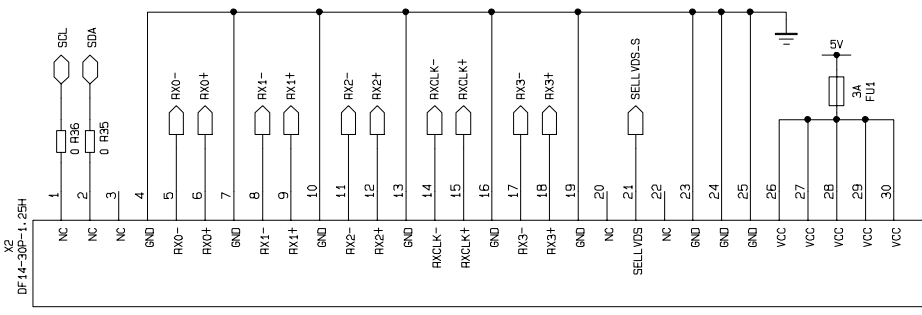 SCL
SDA
RX0-
RX0+
RX1-
RX1+
RX2-
RX2+
RXCLK-
RXCLK+
RX3-
RX3+
SELLVDS-S
5V
3A
FU1
0 R36
0 R35
1
2
3
4
5
6
7
8
9
10
11
12
13
14
15
16
17
18
19
20
21
22
23
24
25
26
27
28
29
30
X2
DF14-30P-1.25H
NC
NC
NC
GND
RX0-
RX0+
GND
RX1-
RX1+
GND
RX2-
RX2+
GND
RXCLK-
RXCLK+
GND
RX3-
RX3+
GND
NC
SELLVDS
NC
GND
GND
GND
VCC
VCC
VCC
VCC
VCC